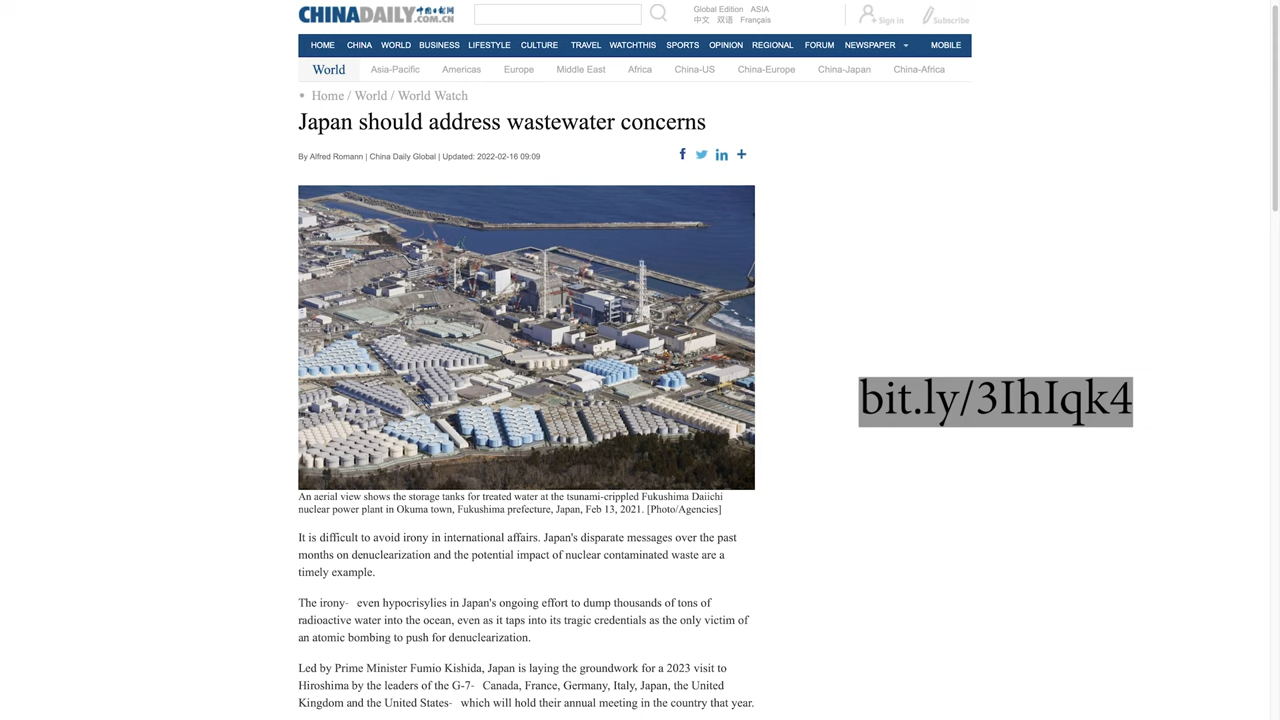 CHINADAILY 中国日报网 .COM.CN
Global Edition ASIA
中文 双语 Français
Sign in
Subscribe
HOME CHINA WORLD BUSINESS LIFESTYLE CULTURE TRAVEL WATCHTHIS SPORTS OPINION REGIONAL FORUM NEWSPAPER MOBILE
World Asia-Pacific Americas Europe Middle East Africa China-US China-Europe China-Japan China-Africa
• Home / World / World Watch
Japan should address wastewater concerns
By Alfred Romann | China Daily Global | Updated: 2022-02-16 09:09
bit.ly/3IhIqk4
An aerial view shows the storage tanks for treated water at the tsunami-crippled Fukushima Daiichi
nuclear power plant in Okuma town, Fukushima prefecture, Japan, Feb 13, 2021. [Photo/Agencies]
It is difficult to avoid irony in international affairs. Japan's disparate messages over the past
months on denuclearization and the potential impact of nuclear contaminated waste are a
timely example.
The irony- even hypocrisylies in Japan's ongoing effort to dump thousands of tons of
radioactive water into the ocean, even as it taps into its tragic credentials as the only victim of
an atomic bombing to push for denuclearization.
Led by Prime Minister Fumio Kishida, Japan is laying the groundwork for a 2023 visit to
Hiroshima by the leaders of the G-7- Canada, France, Germany, Italy, Japan, the United
Kingdom and the United States- which will hold their annual meeting in the country that year.